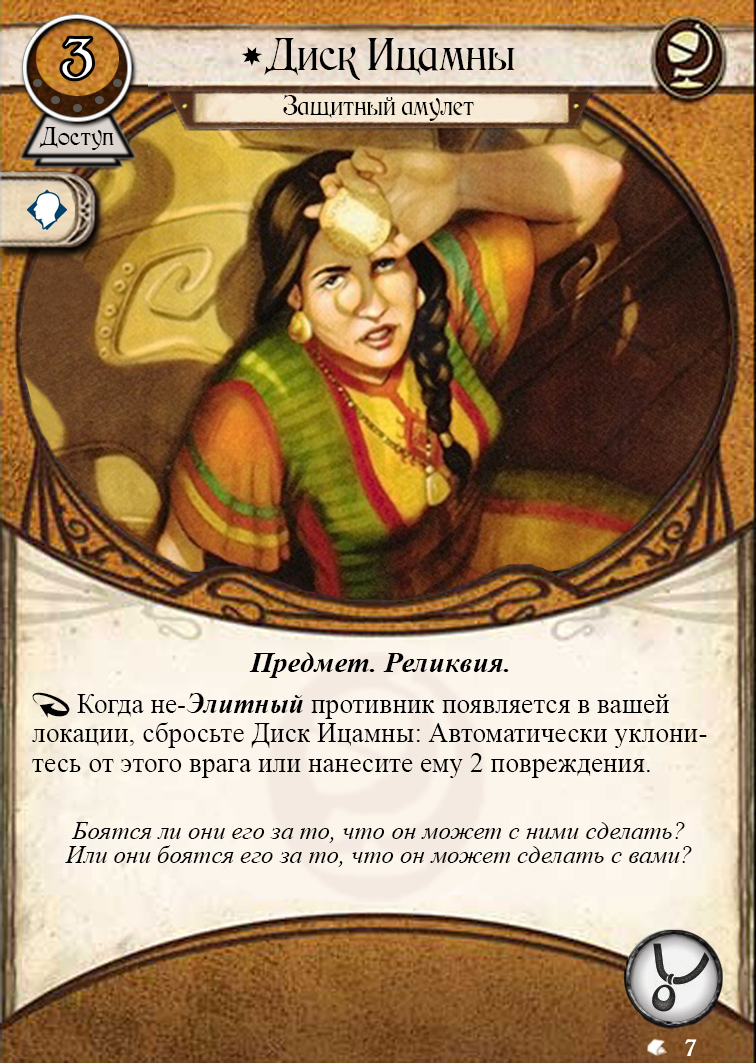 3
Диск Ицамны
Защитный амулет
Доступ
Предмет. Реликвия.
Когда не-Элитный противник появляется в вашей
локации, сбросьте Диск Ицамны: Автоматически уклони-
тесь от этого врага или нанесите ему 2 повреждения.
Боятся ли они его за то, что он может с ними сделать?
Или они боятся его за то, что он может сделать с вами?
7